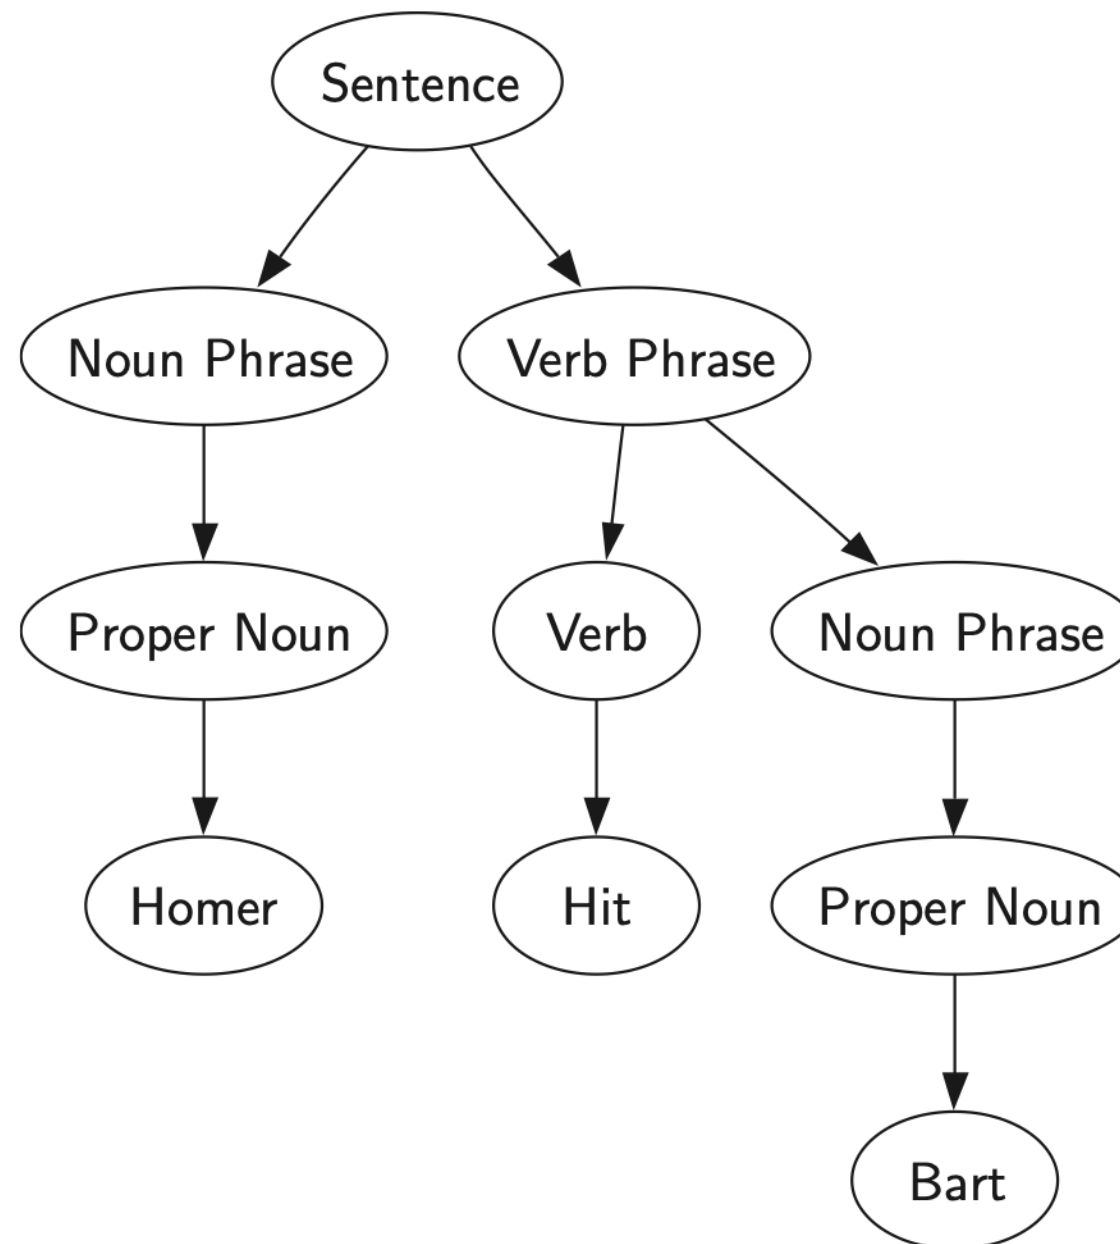 Sentence
Noun Phrase Verb Phrase
Proper Noun Verb Noun Phrase
Homer Hit Proper Noun
Bart